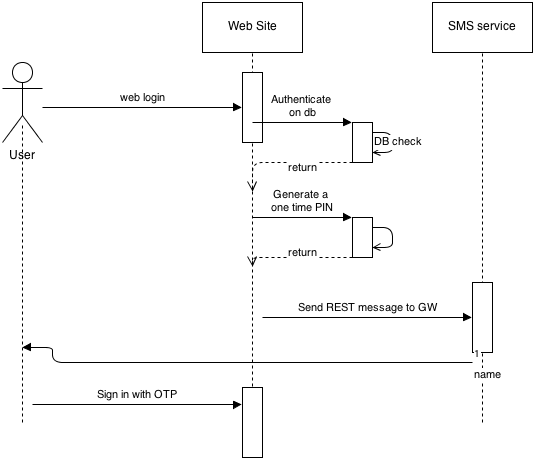 Web Site
SMS service
User
web login
Authenticate
on db
DB check
return
Generate a
one time PIN
return
Send REST message to GW
1
name
Sign in with OTP